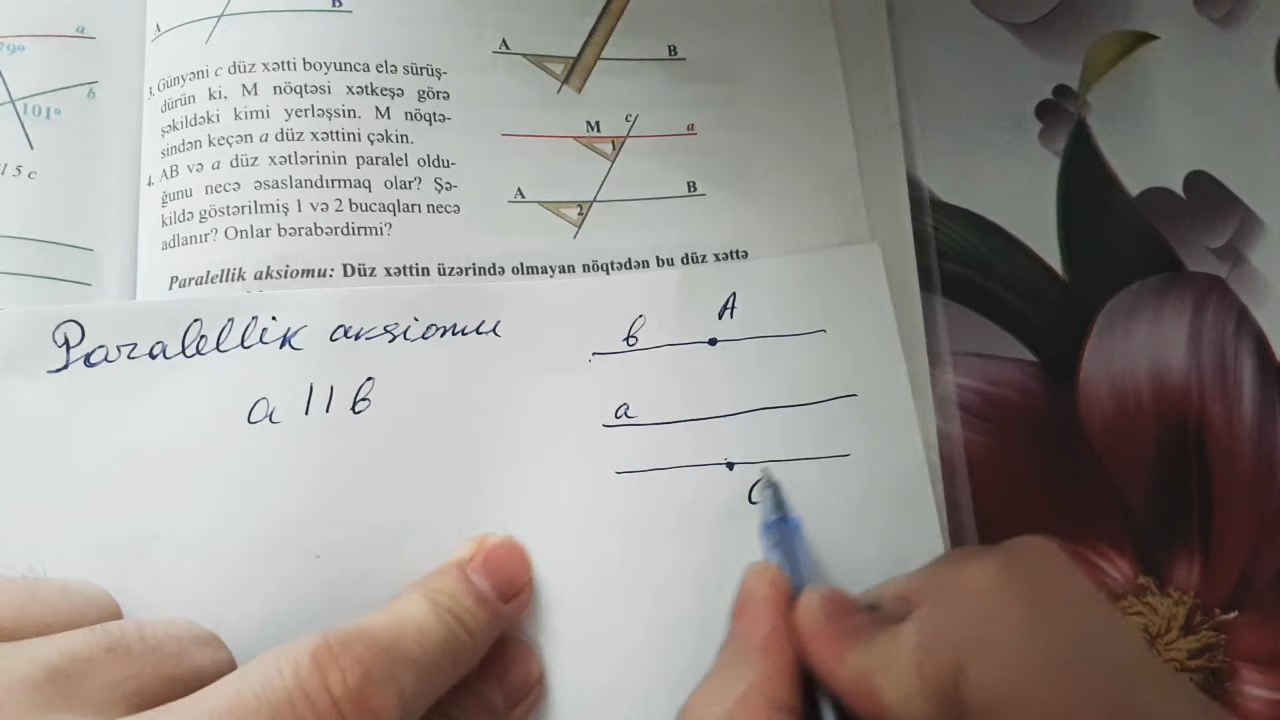 a
79°
b
101°
15 c
A B
3. Günyəni c düz xətti boyunca elə sürüş-
dürün ki, M nöqtəsi xətkeşə görə
şəkildəki kimi yerləşsin. M nöqtə-
sindən keçən a düz xəttini çəkin.
4. AB və a düz xətlərinin paralel oldu-
ğunu necə əsaslandırmaq olar? Şə-
kildə göstərilmiş 1 və 2 bucaqları necə
adlanır? Onlar bərabərdirmi?
A B
M c a
1
A B
2
Paralellik aksiomu: Düz xəttin üzərində olmayan nöqtədən bu düz xəttə
Paralellik aksiomu
a || b
b A
a
C